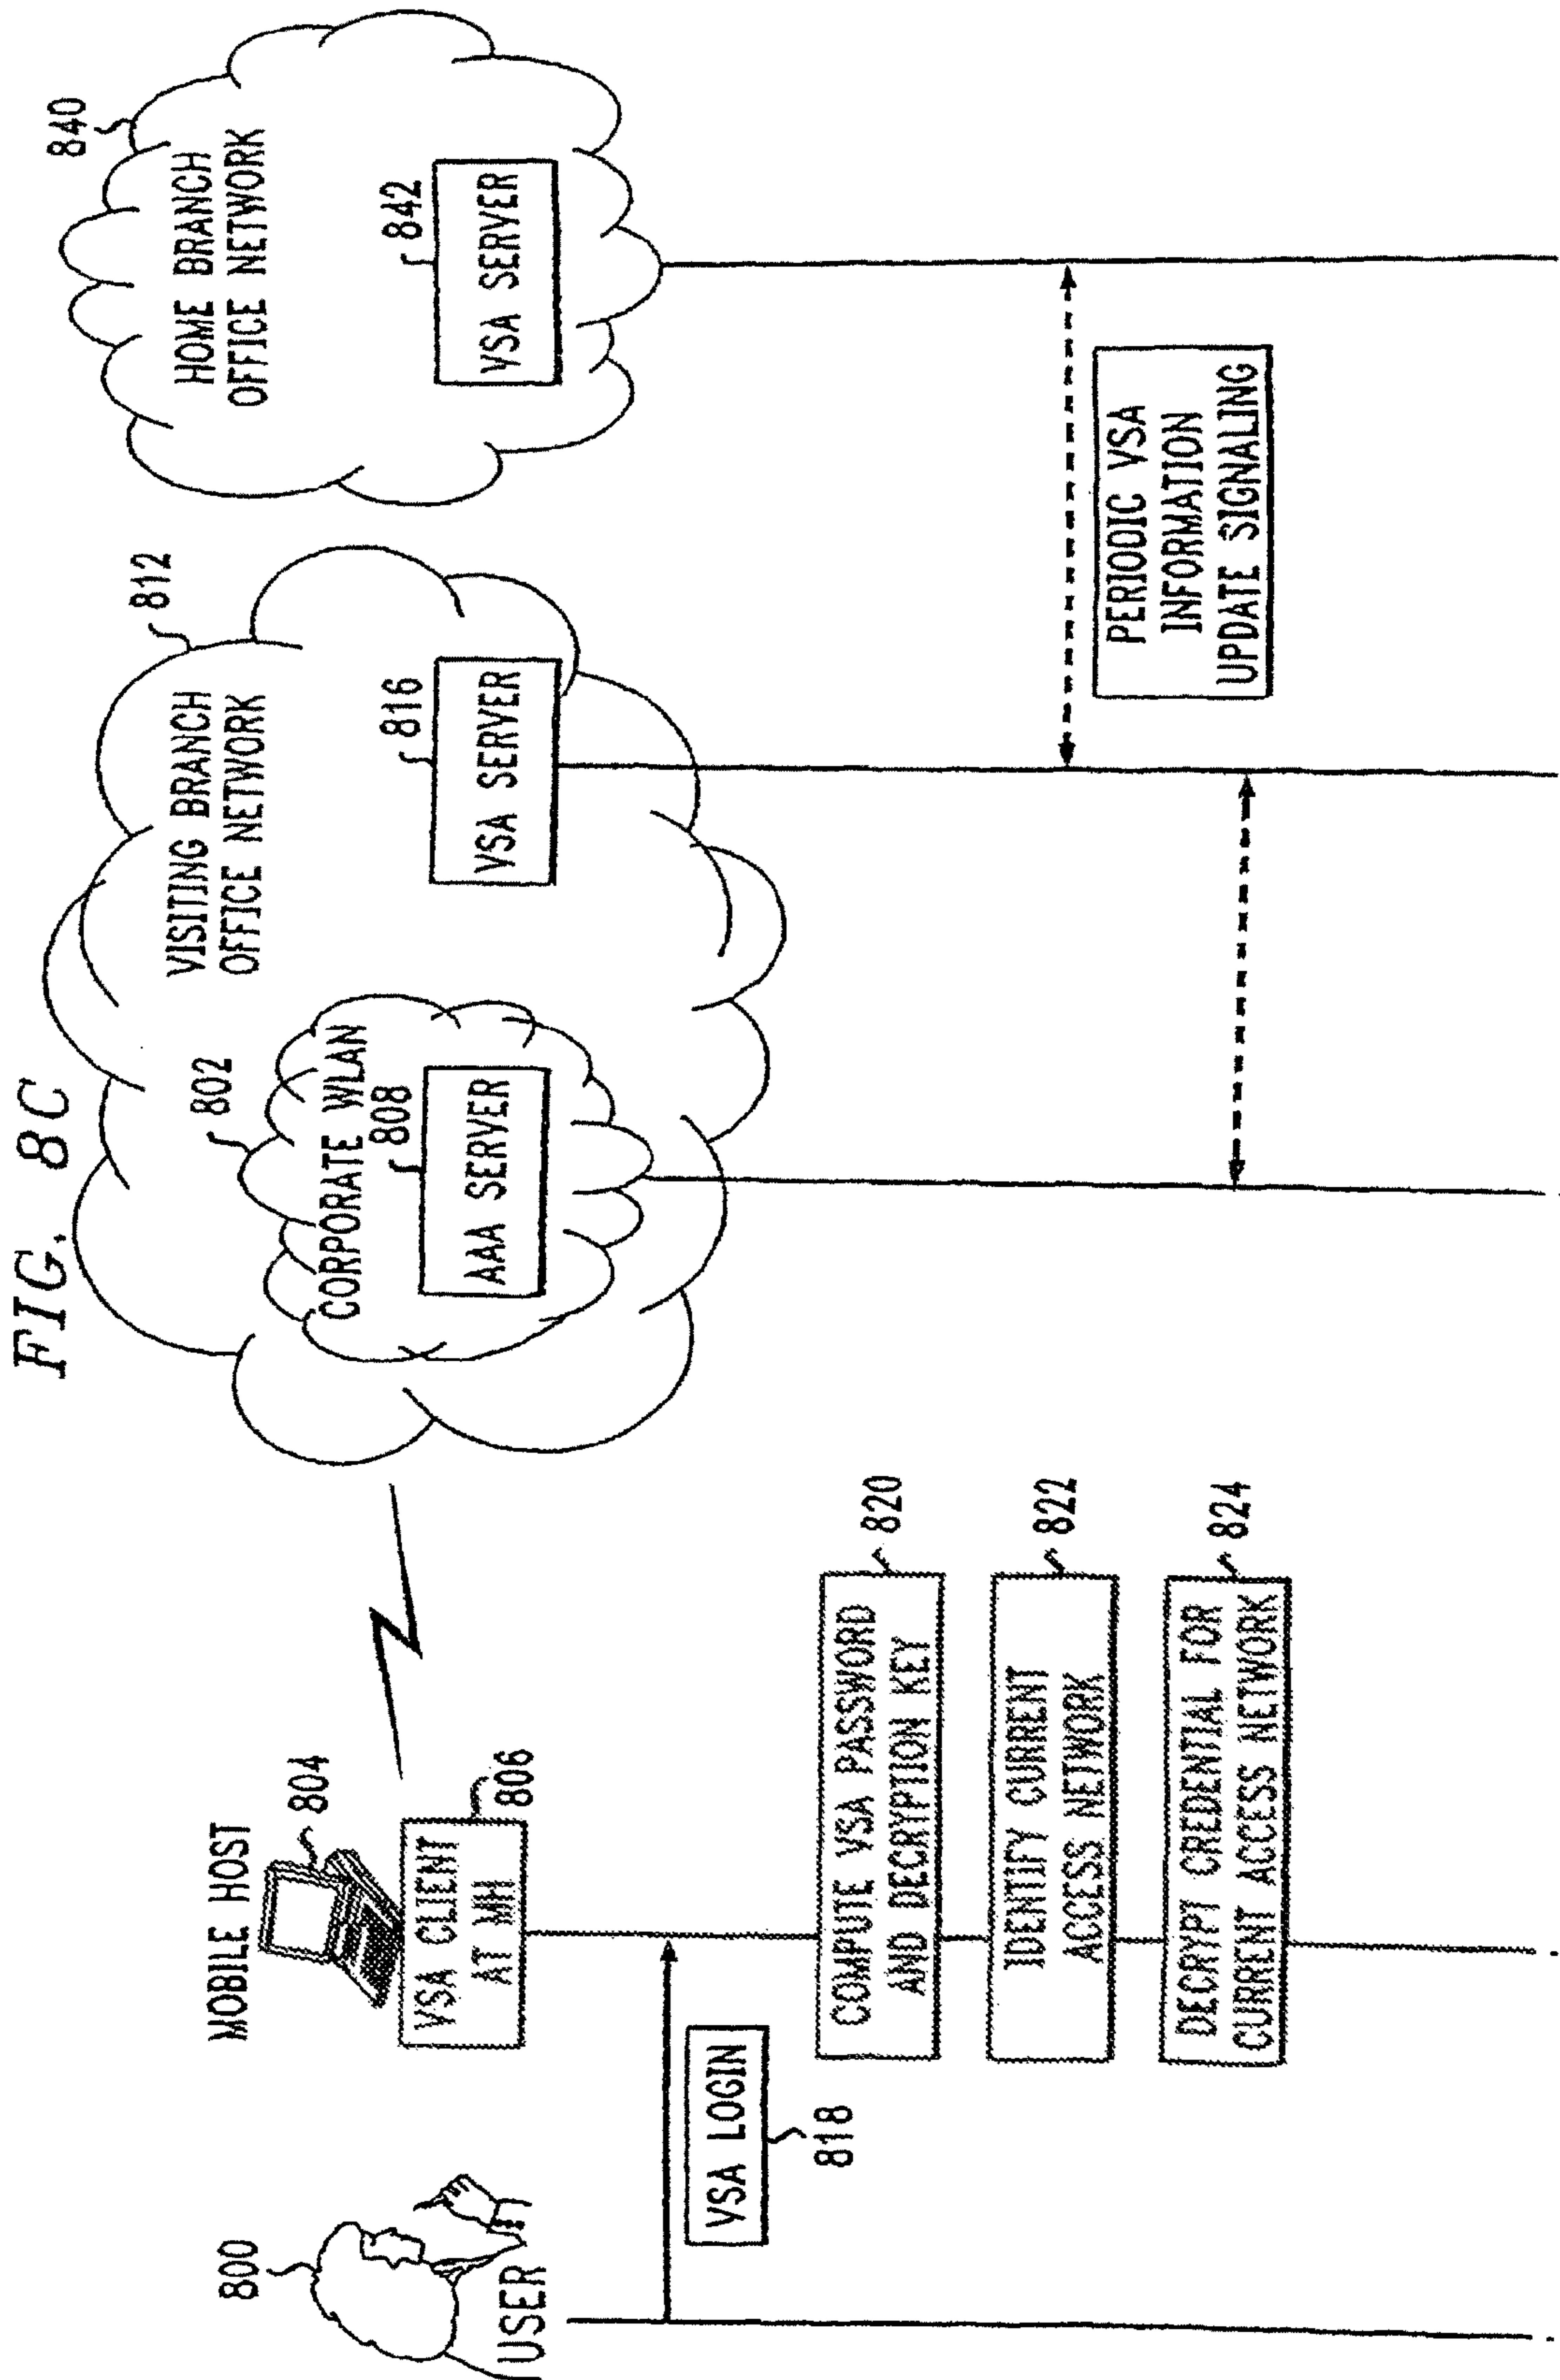 FIG. 8C
800
USER
MOBILE HOST
804
VSA CLIENT
AT MH
806
802
CORPORATE WLAN
808
AAA SERVER
VISITING BRANCH
OFFICE NETWORK
812
816
VSA SERVER
HOME BRANCH
OFFICE NETWORK
840
842
VSA SERVER
VSA LOGIN
818
COMPUTE VSA PASSWORD
AND DECRYPTION KEY
820
IDENTIFY CURRENT
ACCESS NETWORK
822
DECRYPT CREDENTIAL FOR
CURRENT ACCESS NETWORK
824
PERIODIC VSA
INFORMATION
UPDATE SIGNALING